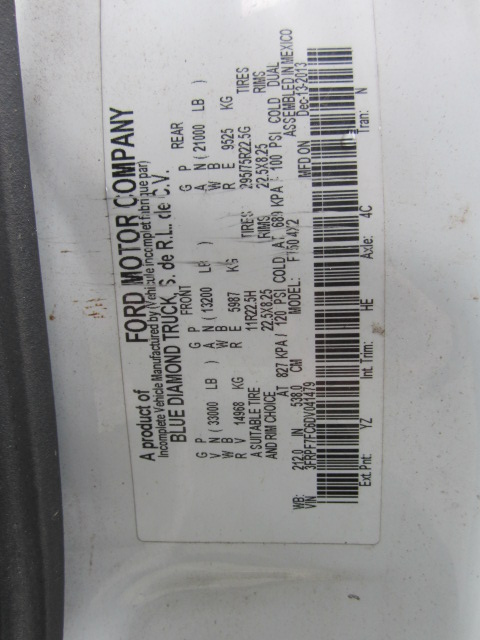 A product of FORD MOTOR COMPANY
Incomplete Vehicle Manufactured by (Vehicule incomplet fabrique par)
BLUE DIAMOND TRUCK, S. de R.L. de C.V.
FRONT REAR
G P G P G P
V N (33000 LB) A N (13200 LB) A N (21000 LB)
W B W B W B
R V 14968 KG R E 5987 KG R E 9525 KG
A SUITABLE TIRE 11R22.5H TIRES 295/75R22.5G TIRES
AND RIM CHOICE 22.5X8.25 RIMS 22.5X8.25 RIMS
AT 827 KPA / 120 PSI COLD AT 689 KPA / 100 PSI COLD DUAL
WB: 212.0 IN 538.0 CM MODEL: F750 4X2 ASSEMBLED IN MEXICO
VIN 3FRPF7FC6DV041479 MFD ON Dec-13-2013
Ext. Pnt: YZ Int. Trim: HE Axle: 4C Tran: N